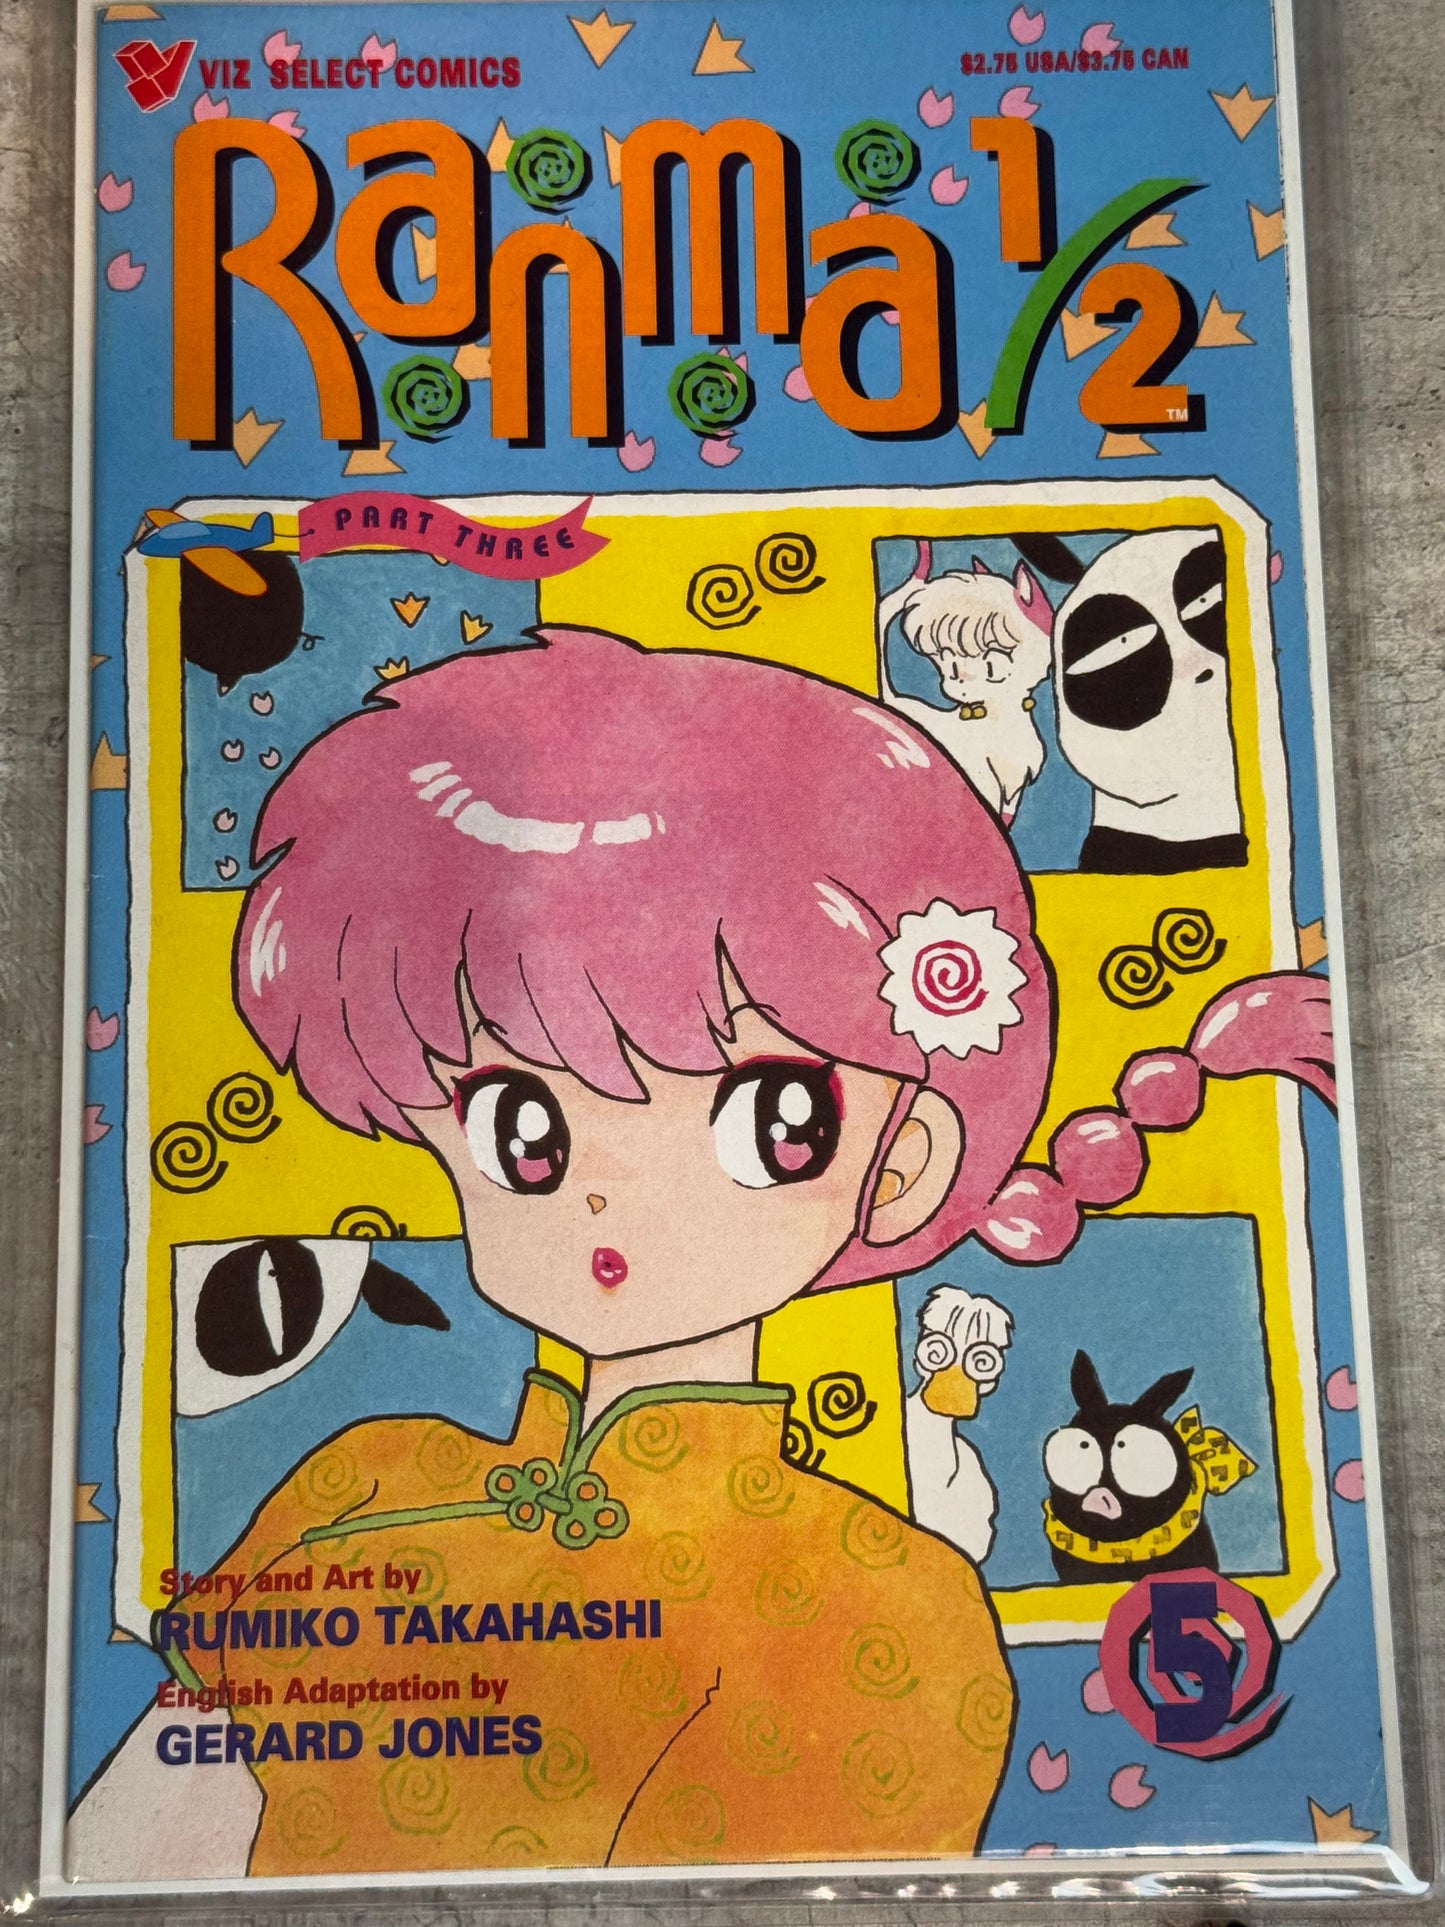 VIZ SELECT COMICS
$2.75 USA/$3.75 CAN
Ranma 1/2
TM
PART THREE
Story and Art by
RUMIKO TAKAHASHI
English Adaptation by
GERARD JONES
5